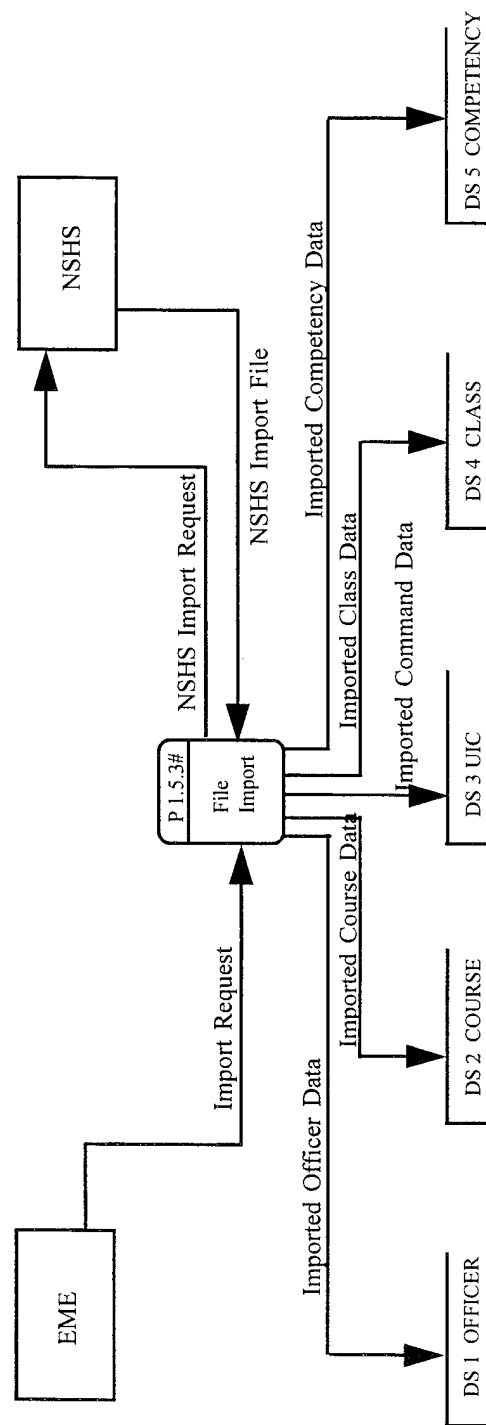 EME
NSHS
Import Request
NSHS Import Request
NSHS Import File
P 1.5.3#
File
Import
Imported Officer Data
Imported Course Data
Imported Command Data
Imported Class Data
Imported Competency Data
DS 1 OFFICER
DS 2 COURSE
DS 3 UIC
DS 4 CLASS
DS 5 COMPETENCY